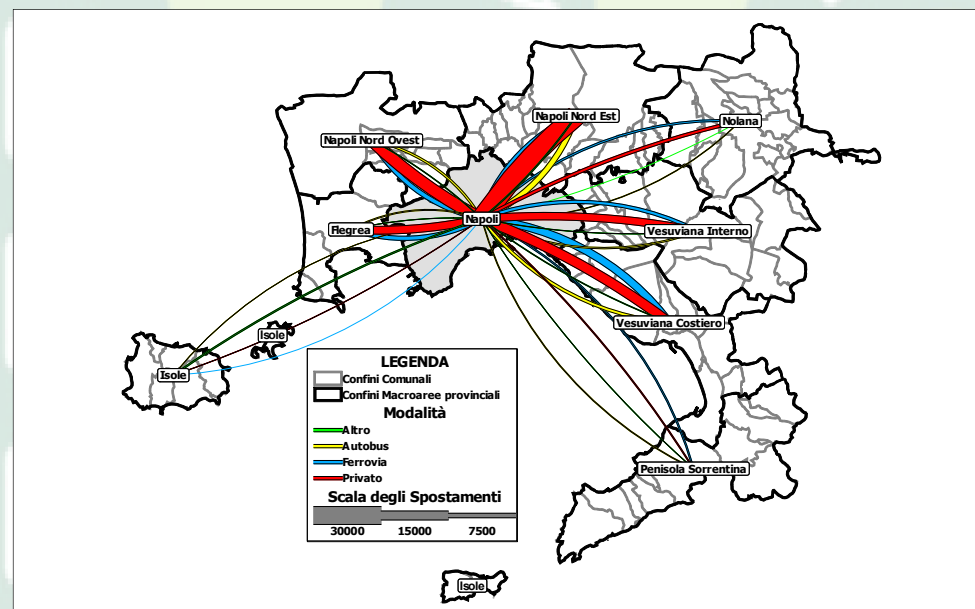 Napoli Nord Est
Nolana
Napoli Nord Ovest
Napoli
Flegrea
Vesuviana Interno
Vesuviana Costiero
Isole
Isole
Penisola Sorrentina
Isole
LEGENDA
Confini Comunali
Confini Macroaree provinciali
Modalità
Altro
Autobus
Ferrovia
Privato
Scala degli Spostamenti
30000 15000 7500